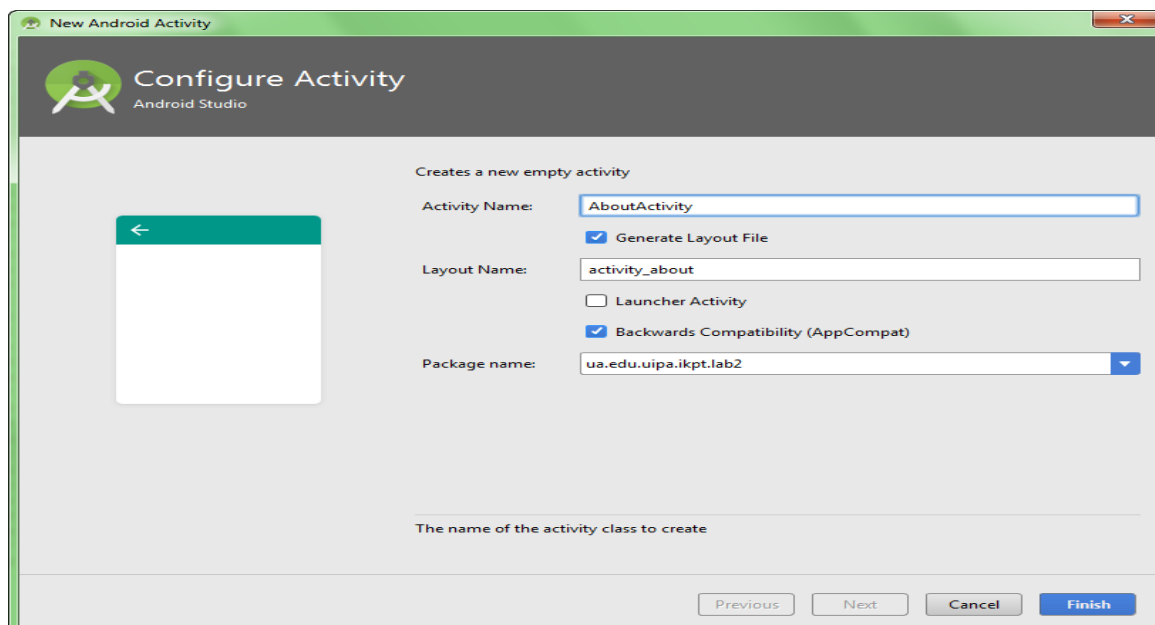 New Android Activity
Configure Activity
Android Studio
Creates a new empty activity
Activity Name: AboutActivity
Generate Layout File
Layout Name: activity_about
Launcher Activity
Backwards Compatibility (AppCompat)
Package name: ua.edu.uipa.ikpt.lab2
The name of the activity class to create
Previous Next Cancel Finish